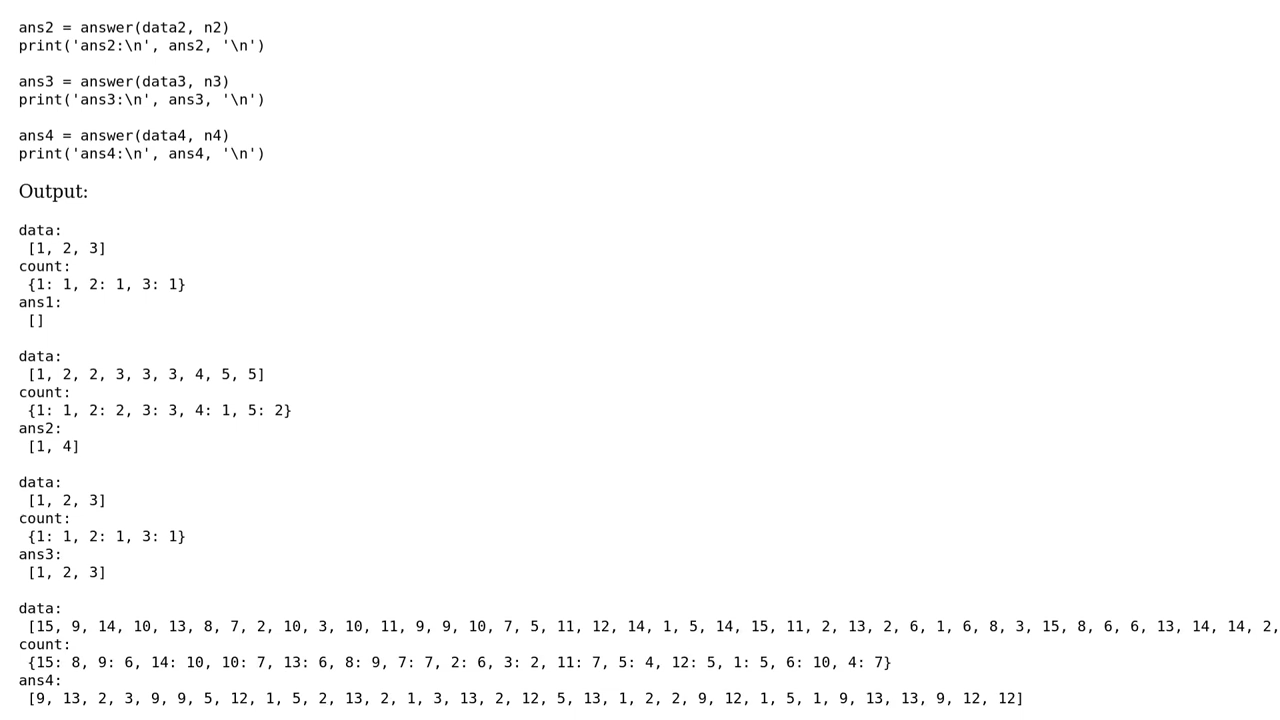 ans2 = answer(data2, n2)
print('ans2:\n', ans2, '\n')
ans3 = answer(data3, n3)
print('ans3:\n', ans3, '\n')
ans4 = answer(data4, n4)
print('ans4:\n', ans4, '\n')
Output:
data:
[1, 2, 3]
count:
{1: 1, 2: 1, 3: 1}
ans1:
[]
data:
[1, 2, 2, 3, 3, 3, 4, 5, 5]
count:
{1: 1, 2: 2, 3: 3, 4: 1, 5: 2}
ans2:
[1, 4]
data:
[1, 2, 3]
count:
{1: 1, 2: 1, 3: 1}
ans3:
[1, 2, 3]
data:
[15, 9, 14, 10, 13, 8, 7, 2, 10, 3, 10, 11, 9, 9, 10, 7, 5, 11, 12, 14, 1, 5, 14, 15, 11, 2, 13, 2, 6, 1, 6, 8, 3, 15, 8, 6, 6, 13, 14, 14, 2,
count:
{15: 8, 9: 6, 14: 10, 10: 7, 13: 6, 8: 9, 7: 7, 2: 6, 3: 2, 11: 7, 5: 4, 12: 5, 1: 5, 6: 10, 4: 7}
ans4:
[9, 13, 2, 3, 9, 9, 5, 12, 1, 5, 2, 13, 2, 1, 3, 13, 2, 12, 5, 13, 1, 2, 2, 9, 12, 1, 5, 1, 9, 13, 13, 9, 12, 12]